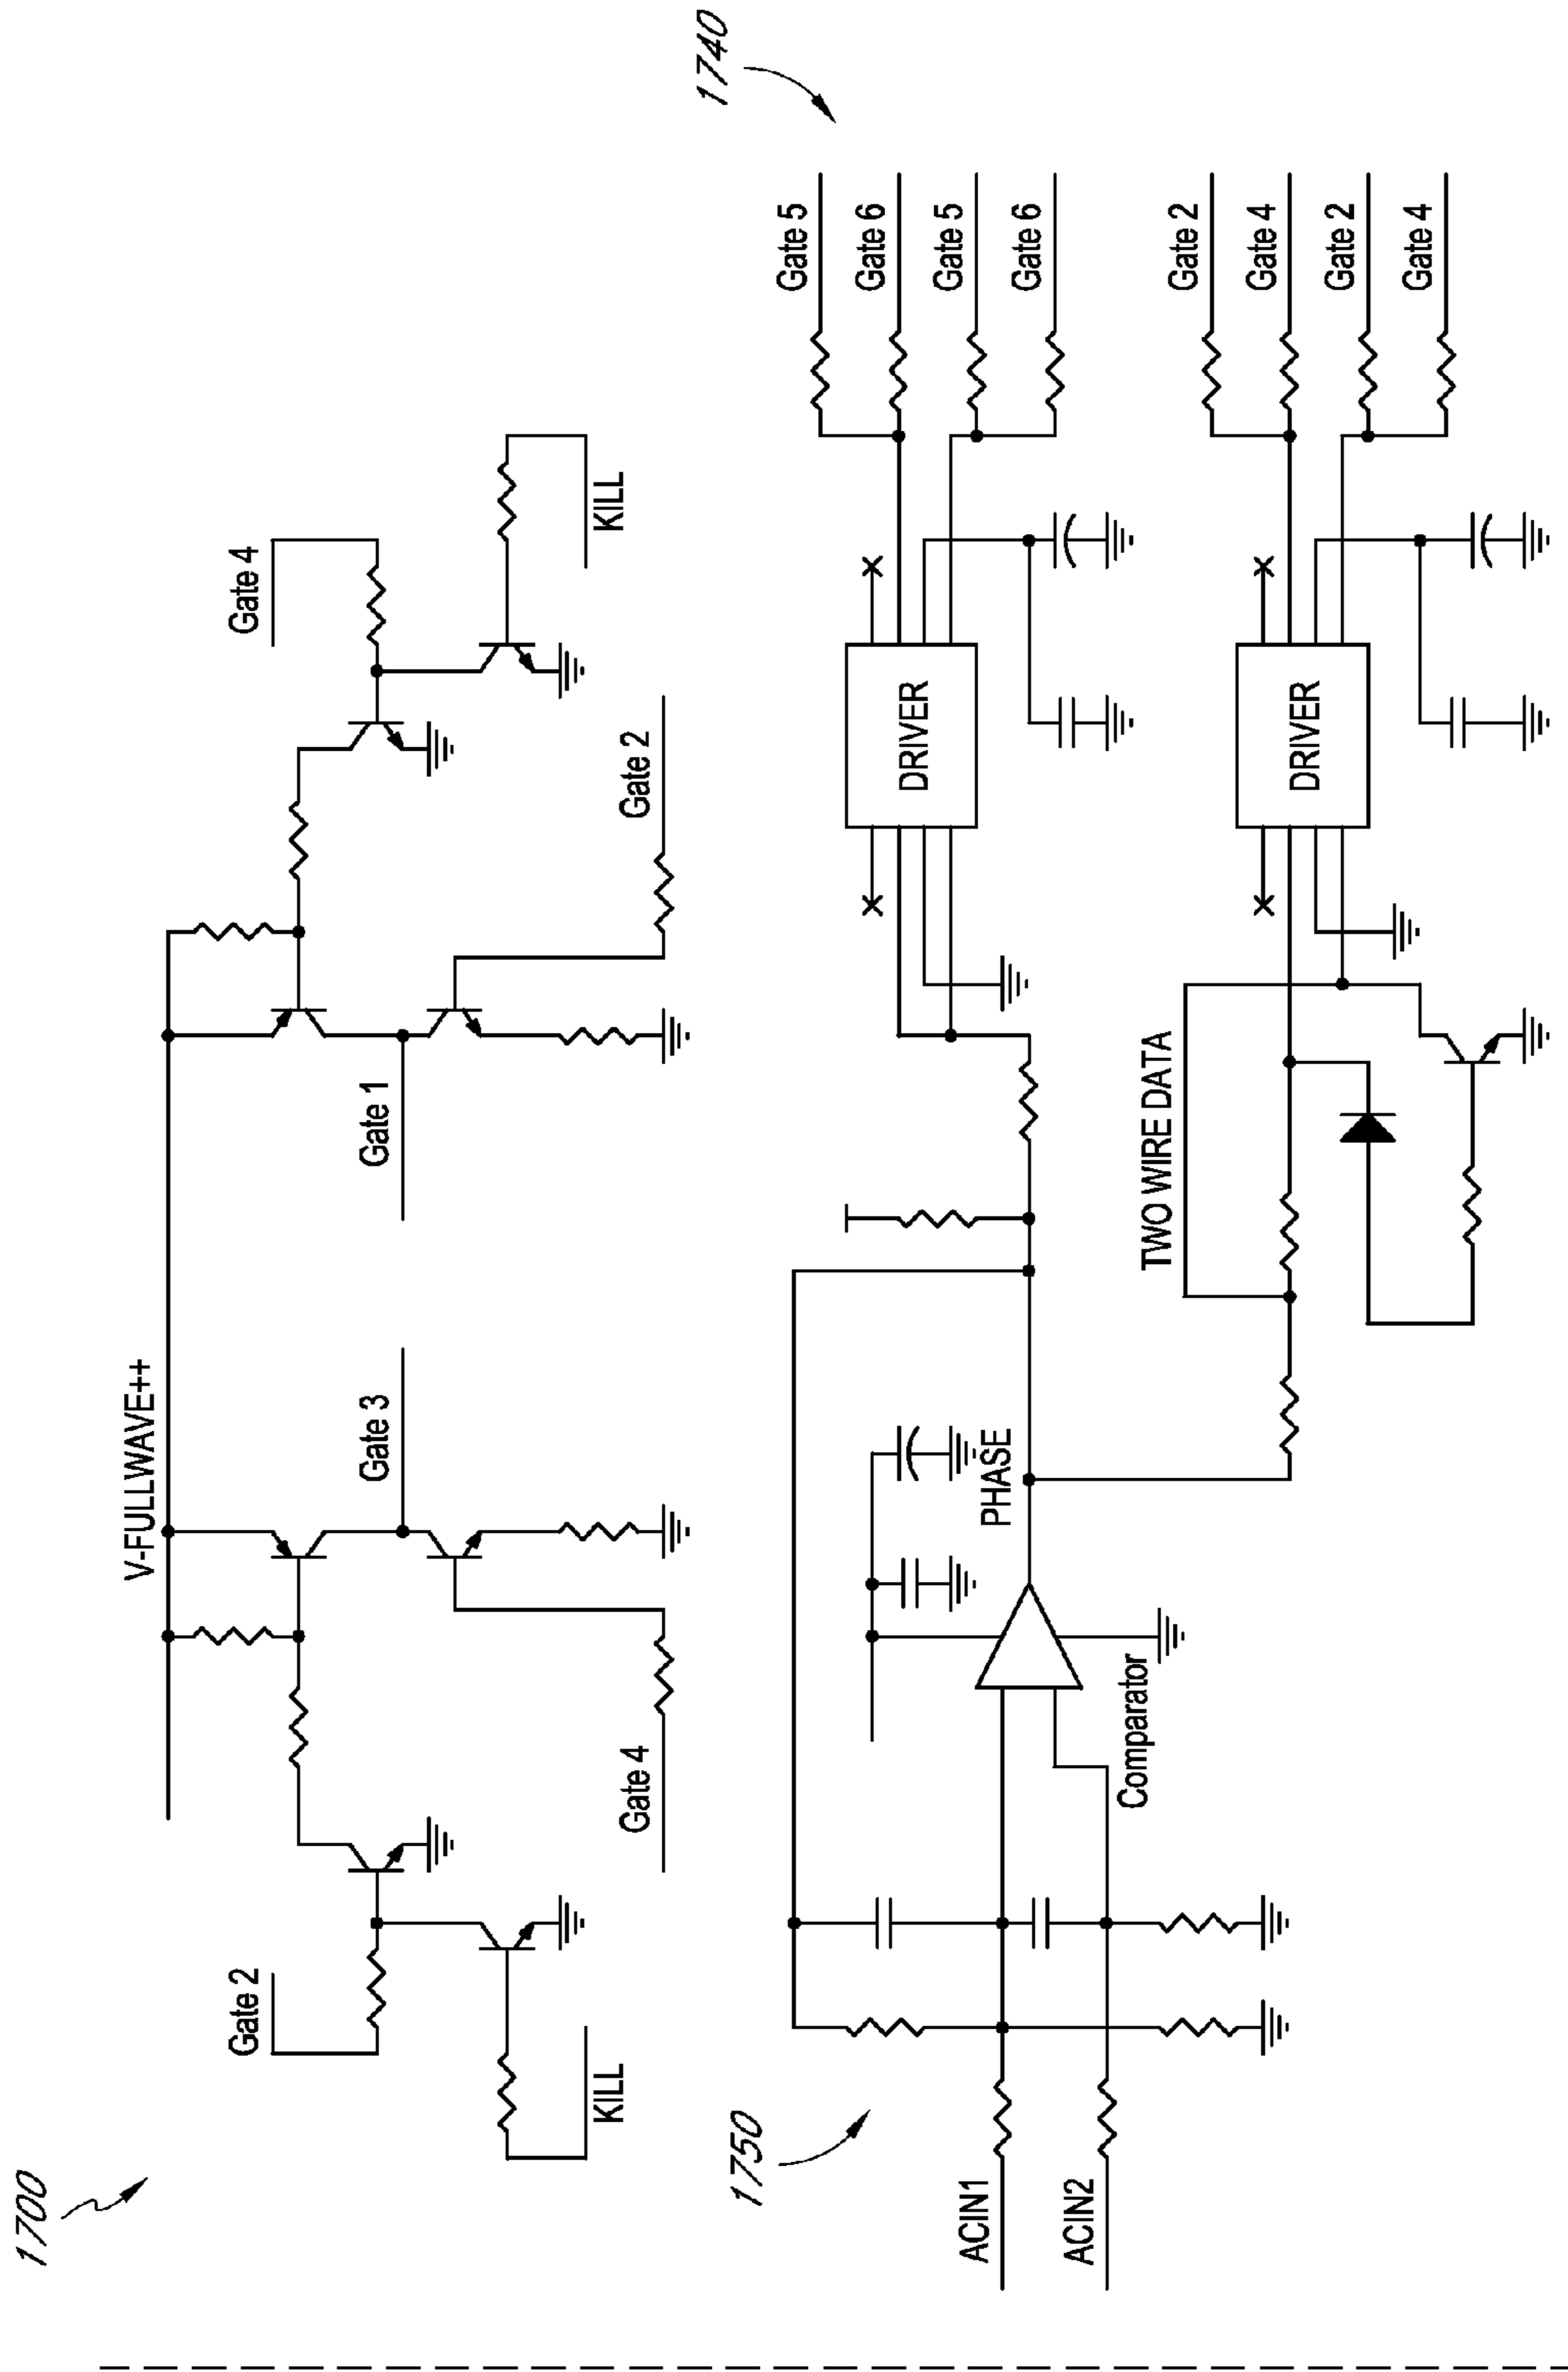 1700
V-FULLWAVE++
Gate 2
KILL
Gate 4
Gate 3
Gate 1
Gate 2
Gate 4
KILL
1750
1740
ACIN1
ACIN2
Comparator
PHASE
DRIVER
Gate 5
Gate 6
Gate 5
Gate 6
TWO WIRE DATA
DRIVER
Gate 2
Gate 4
Gate 2
Gate 4